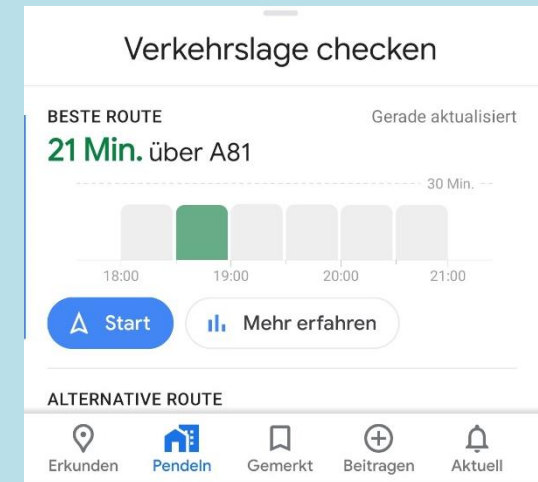 Verkehrslage checken
BESTE ROUTE
Gerade aktualisiert
21 Min. über A81
30 Min.
18:00 19:00 20:00 21:00
Start
Mehr erfahren
ALTERNATIVE ROUTE
Erkunden Pendeln Gemerkt Beitragen Aktuell